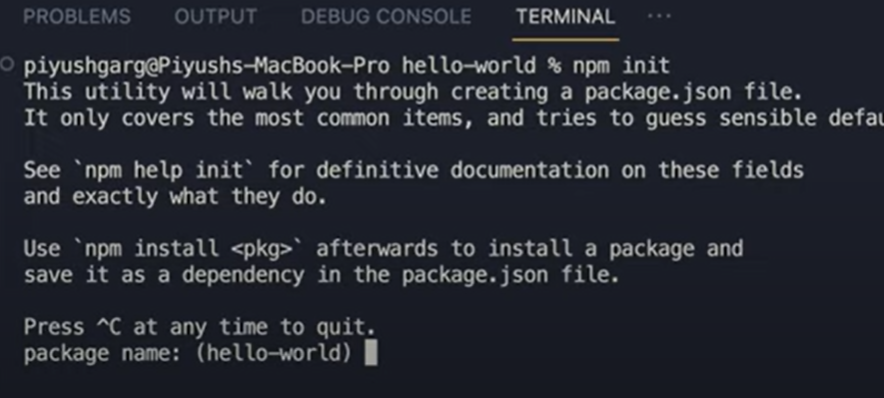 PROBLEMS OUTPUT DEBUG CONSOLE TERMINAL ...
piyushgarg@Piyushs-MacBook-Pro hello-world % npm init
This utility will walk you through creating a package.json file.
It only covers the most common items, and tries to guess sensible defau

See `npm help init` for definitive documentation on these fields
and exactly what they do.

Use `npm install <pkg>` afterwards to install a package and
save it as a dependency in the package.json file.

Press ^C at any time to quit.
package name: (hello-world)